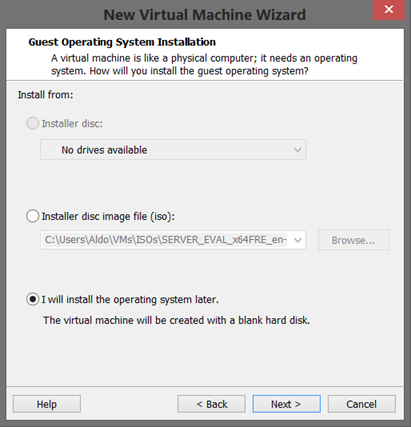 New Virtual Machine Wizard
Guest Operating System Installation
A virtual machine is like a physical computer; it needs an operating
system. How will you install the guest operating system?
Install from:
Installer disc:
No drives available
Installer disc image file (iso):
C:\Users\Aldo\VMs\ISOs\SERVER_EVAL_x64FRE_en-
Browse...
I will install the operating system later.
The virtual machine will be created with a blank hard disk.
Help
< Back
Next >
Cancel